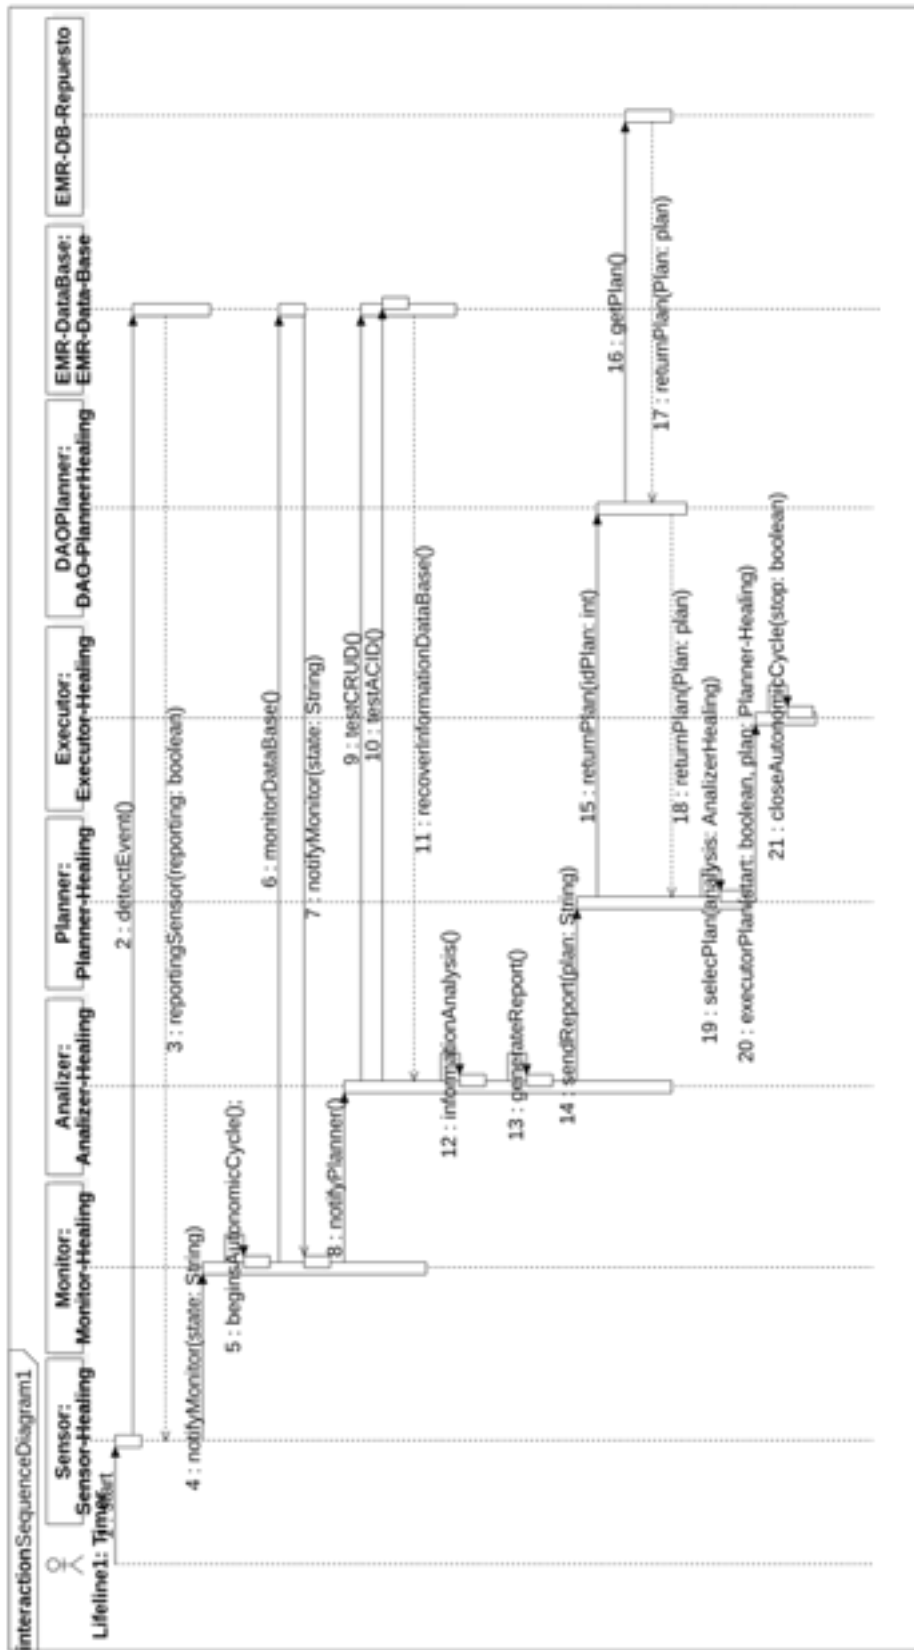 interactionSequenceDiagram1
Lifeline1: Timer
Sensor:
Sensor-Healing
Monitor:
Monitor-Healing
Analizer:
Analizer-Healing
Planner:
Planner-Healing
Executor:
Executor-Healing
DAOPlanner:
DAO-PlannerHealing
EMR-DataBase:
EMR-Data-Base
EMR-DB-Repuesto
1 : start
2 : detectEvent()
3 : reportingSensor(reporting: boolean)
4 : notifyMonitor(state: String)
5 : beginsAutonomicCycle();
6 : monitorDataBase()
7 : notifyMonitor(state: String)
8 : notifyPlanner()
9 : testCRUD()
10 : testACID()
11 : recoverInformationDataBase()
12 : informationAnalysis()
13 : generateReport()
14 : sendReport(plan: String)
15 : returnPlan(idPlan: int)
16 : getPlan()
17 : returnPlan(Plan: plan)
18 : returnPlan(Plan: plan)
19 : selecPlan(analysis: AnalizerHealing)
20 : executorPlan(start: boolean, plan: Planner-Healing)
21 : closeAutonomicCycle(stop: boolean)